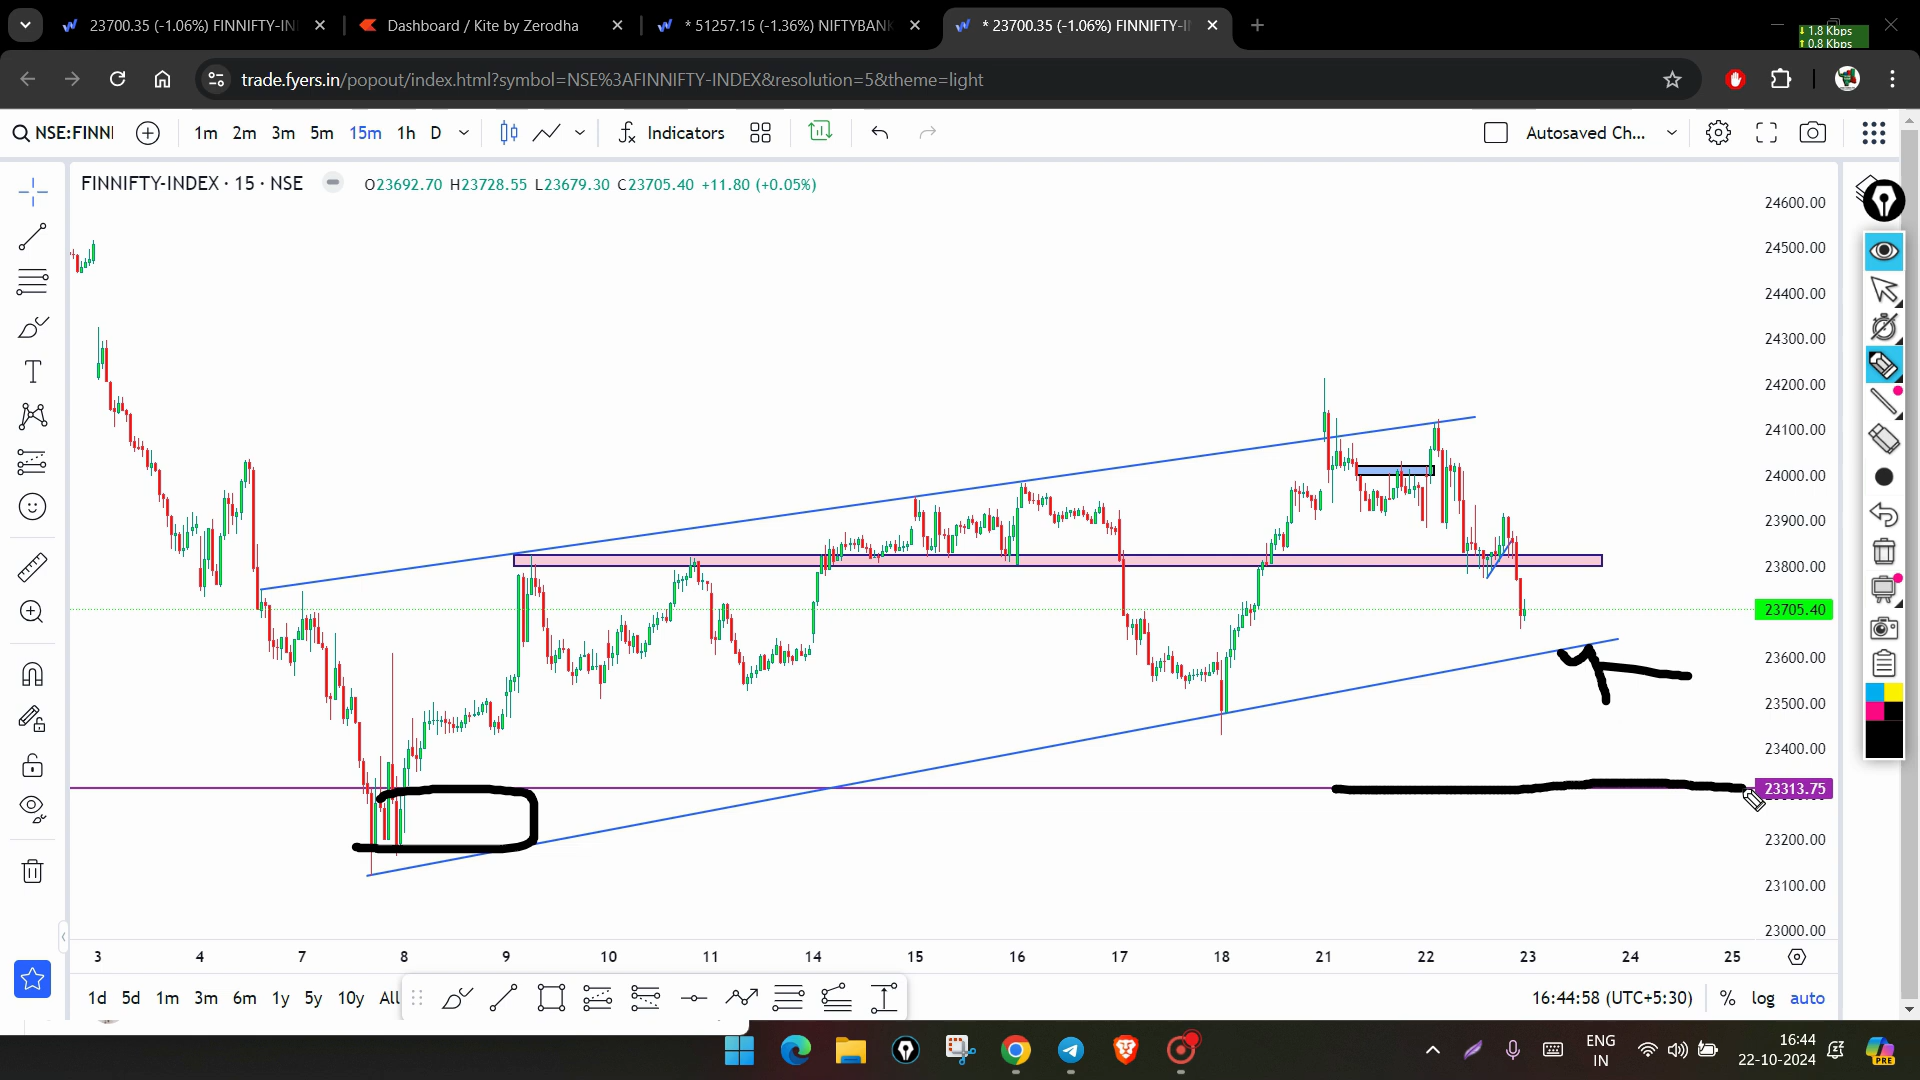 23700.35 (-1.06%) FINNIFTY-IN
Dashboard / Kite by Zerodha
* 51257.15 (-1.36%) NIFTYBANK
* 23700.35 (-1.06%) FINNIFTY-I
1.8 Kbps
0.8 Kbps
trade.fyers.in/popout/index.html?symbol=NSE%3AFINNIFTY-INDEX&resolution=5&theme=light
NSE:FINNI
1m 2m 3m 5m 15m 1h D
Indicators
Autosaved Ch...
FINNIFTY-INDEX · 15 · NSE
O23692.70 H23728.55 L23679.30 C23705.40 +11.80 (+0.05%)
24600.00
24500.00
24400.00
24300.00
24200.00
24100.00
24000.00
23900.00
23800.00
23705.40
23600.00
23500.00
23400.00
23313.75
23200.00
23100.00
23000.00
3 4 7 8 9 10 11 14 15 16 17 18 21 22 23 24 25
1d 5d 1m 3m 6m 1y 5y 10y All
16:44:58 (UTC+5:30) % log auto
ENG
IN
16:44
22-10-2024
PRE